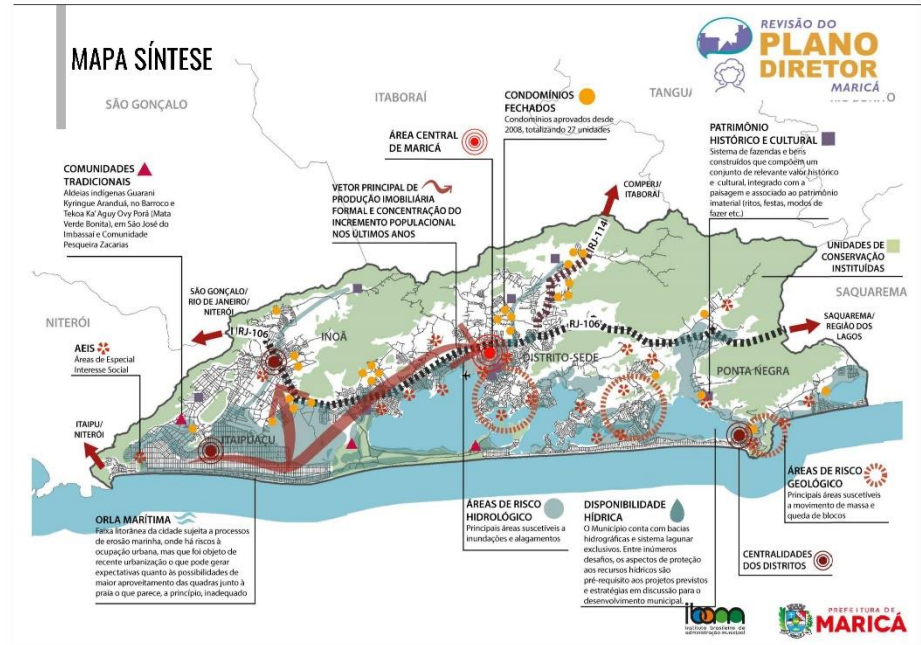 MAPA SÍNTESE
REVISÃO DO
PLANO
DIRETOR
MARICÁ
SÃO GONÇALO
ITABORAÍ
TANGUÁ
CONDOMÍNIOS
FECHADOS
Condomínios aprovados desde
2008, totalizando 27 unidades
ÁREA CENTRAL
DE MARICÁ
PATRIMÔNIO
HISTÓRICO E CULTURAL
Sistema de fazendas e bens
construídos que compõem um
conjunto de relevante valor histórico
e cultural, integrado com a
paisagem e associado ao patrimônio
imaterial (ritos, festas, modos de
fazer etc.)
COMUNIDADES
TRADICIONAIS
Aldeias indígenas Guarani
Kyringue Aranduá, no Barroco e
Tekoa Ka'Aguy Ovy Porã (Mata
Verde Bonita), em São José do
Imbassaí e Comunidade
Pesqueira Zacarias
VETOR PRINCIPAL DE
PRODUÇÃO IMOBILIÁRIA
FORMAL E CONCENTRAÇÃO DO
INCREMENTO POPULACIONAL
NOS ÚLTIMOS ANOS
COMPERJ/
ITABORAÍ
RJ-114
UNIDADES DE
CONSERVAÇÃO
INSTITUÍDAS
SAQUAREMA
SÃO GONÇALO/
RIO DE JANEIRO/
NITERÓI
NITERÓI
RJ-106
INOÃ
RJ-106
SAQUAREMA/
REGIÃO DOS
LAGOS
AEIS
Áreas de Especial
Interesse Social
DISTRITO-SEDE
PONTA NEGRA
ITAIPU/
NITERÓI
ITAIPUAÇU
ORLA MARÍTIMA
Faixa litorânea da cidade sujeita a processos
de erosão marinha, onde há riscos à
ocupação urbana, mas que foi objeto de
recente urbanização o que pode gerar
expectativas quanto às possibilidades de
maior aproveitamento das quadras junto à
praia o que parece, a princípio, inadequado
ÁREAS DE RISCO
HIDROLÓGICO
Principais áreas suscetíveis a
inundações e alagamentos
DISPONIBILIDADE
HÍDRICA
O Município conta com bacias
hidrográficas e sistema lagunar
exclusivos. Entre inúmeros
desafios, os aspectos de proteção
aos recursos hídricos são
pré-requisito aos projetos previstos
e estratégias em discussão para o
desenvolvimento municipal.
ÁREAS DE RISCO
GEOLÓGICO
Principais áreas suscetíveis
a movimento de massa e
queda de blocos
CENTRALIDADES
DOS DISTRITOS
ibam
instituto brasileiro de
administração municipal
PREFEITURA DE
MARICÁ